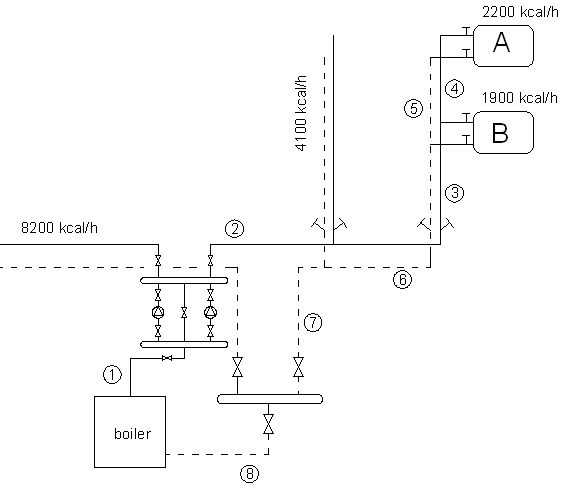 2200 kcal/h
A
4
5
4100 kcal/h
1900 kcal/h
B
3
8200 kcal/h
2
6
7
1
boiler
8